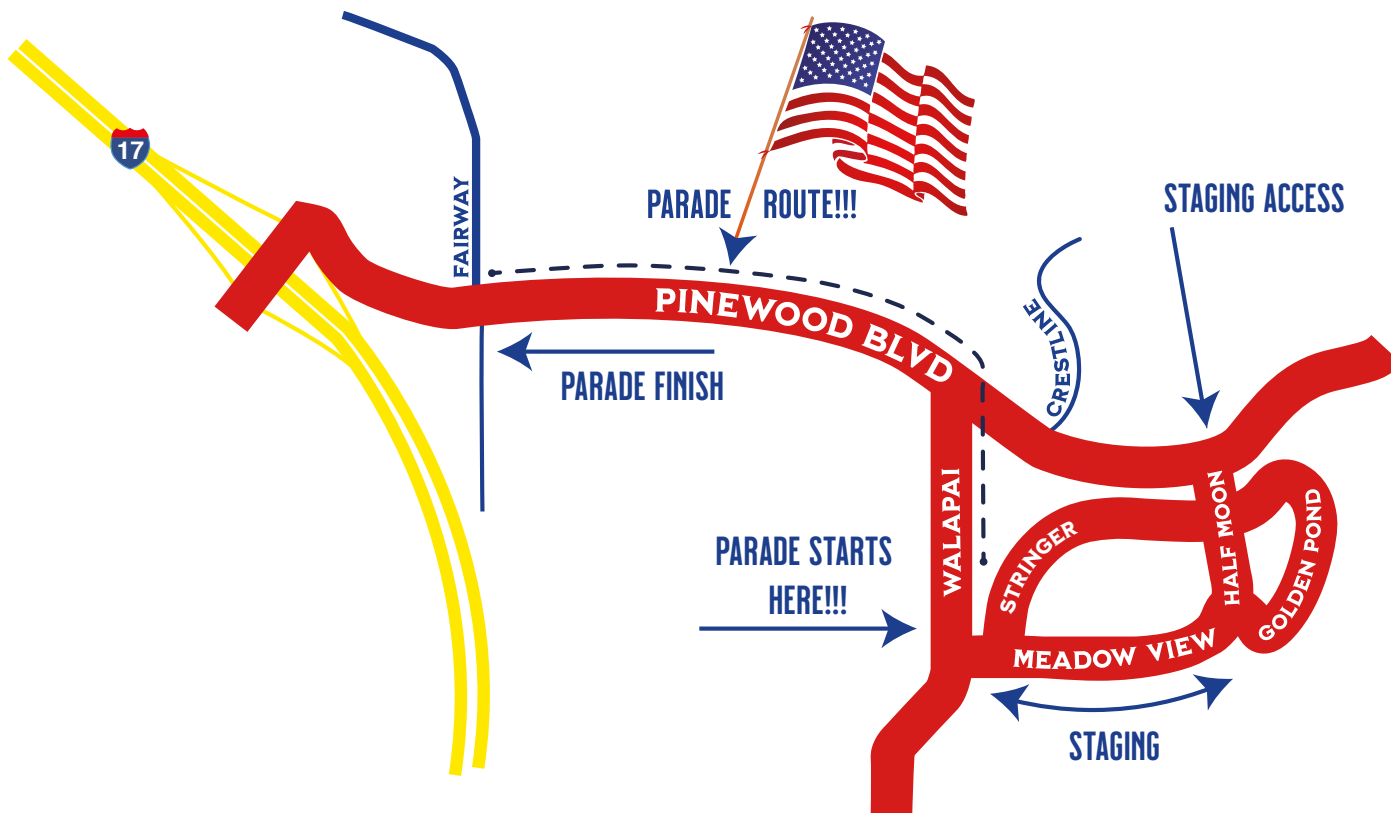 17
FAIRWAY
PARADE ROUTE!!!
STAGING ACCESS
PINEWOOD BLVD
CRESTLINE
PARADE FINISH
WALAPAI
PARADE STARTS
HERE!!!
STRINGER
HALF MOON
GOLDEN POND
MEADOW VIEW
STAGING